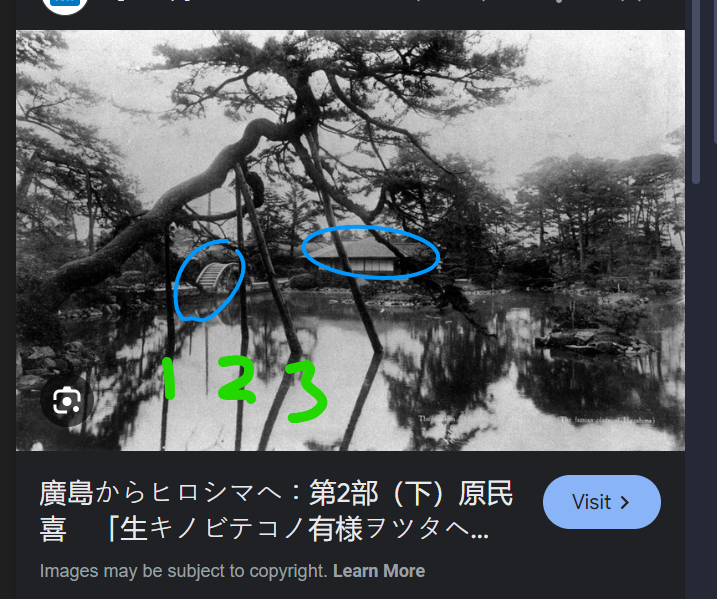 1 2 3
The
(The famous place of Hiroshima)
廣島からヒロシマへ：第2部（下）原民
喜　「生キノビテコノ有様ヲツタヘ...
Visit
Images may be subject to copyright. Learn More